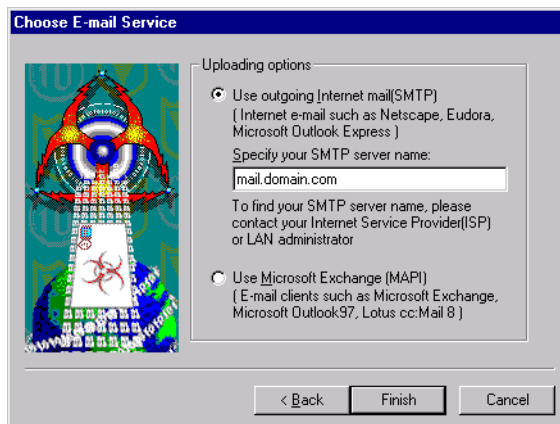 Choose E-mail Service
Uploading options
Use outgoing Internet mail(SMTP)
( Internet e-mail such as Netscape, Eudora,
Microsoft Outlook Express )
Specify your SMTP server name:
mail.domain.com
To find your SMTP server name, please
contact your Internet Service Provider(ISP)
or LAN administrator
Use Microsoft Exchange (MAPI)
( E-mail clients such as Microsoft Exchange,
Microsoft Outlook97, Lotus cc:Mail 8 )
< Back
Finish
Cancel